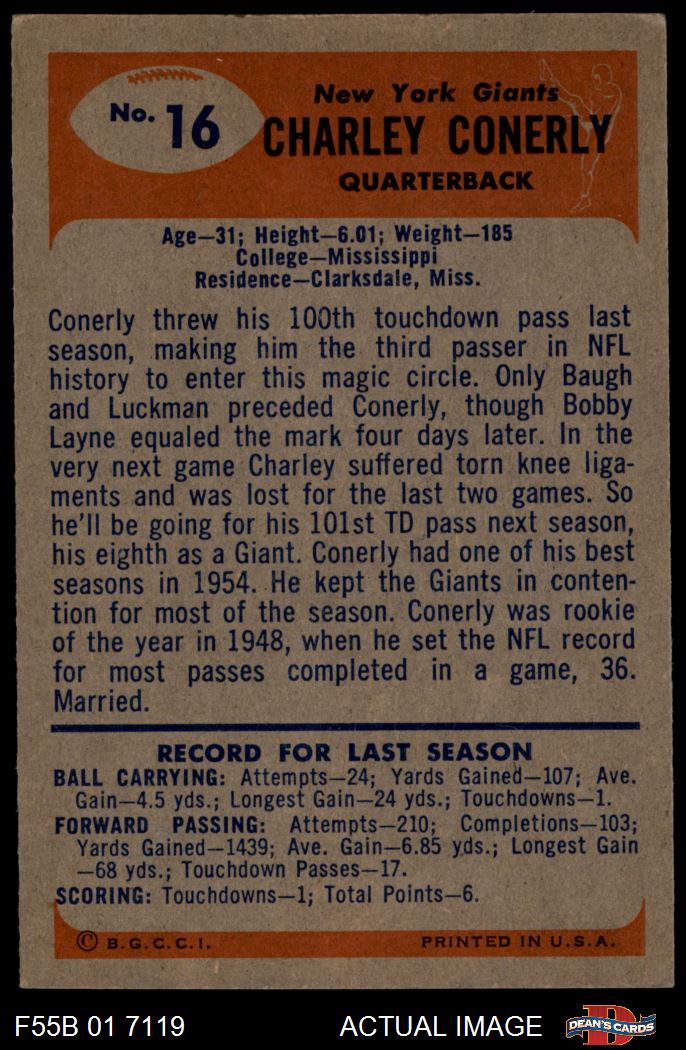 No. 16
New York Giants
CHARLEY CONERLY
QUARTERBACK
Age—31; Height—6.01; Weight—185
College—Mississippi
Residence—Clarksdale, Miss.
Conerly threw his 100th touchdown pass last
season, making him the third passer in NFL
history to enter this magic circle. Only Baugh
and Luckman preceded Conerly, though Bobby
Layne equaled the mark four days later. In the
very next game Charley suffered torn knee liga-
ments and was lost for the last two games. So
he'll be going for his 101st TD pass next season,
his eighth as a Giant. Conerly had one of his best
seasons in 1954. He kept the Giants in conten-
tion for most of the season. Conerly was rookie
of the year in 1948, when he set the NFL record
for most passes completed in a game, 36.
Married.
RECORD FOR LAST SEASON
BALL CARRYING: Attempts—24; Yards Gained—107; Ave.
Gain—4.5 yds.; Longest Gain—24 yds.; Touchdowns—1.
FORWARD PASSING: Attempts—210; Completions—103;
Yards Gained—1439; Ave. Gain—6.85 yds.; Longest Gain
—68 yds.; Touchdown Passes—17.
SCORING: Touchdowns—1; Total Points—6.
© B.G.C.C.I. PRINTED IN U.S.A.
F55B 01 7119 ACTUAL IMAGE D DEAN'S CARDS